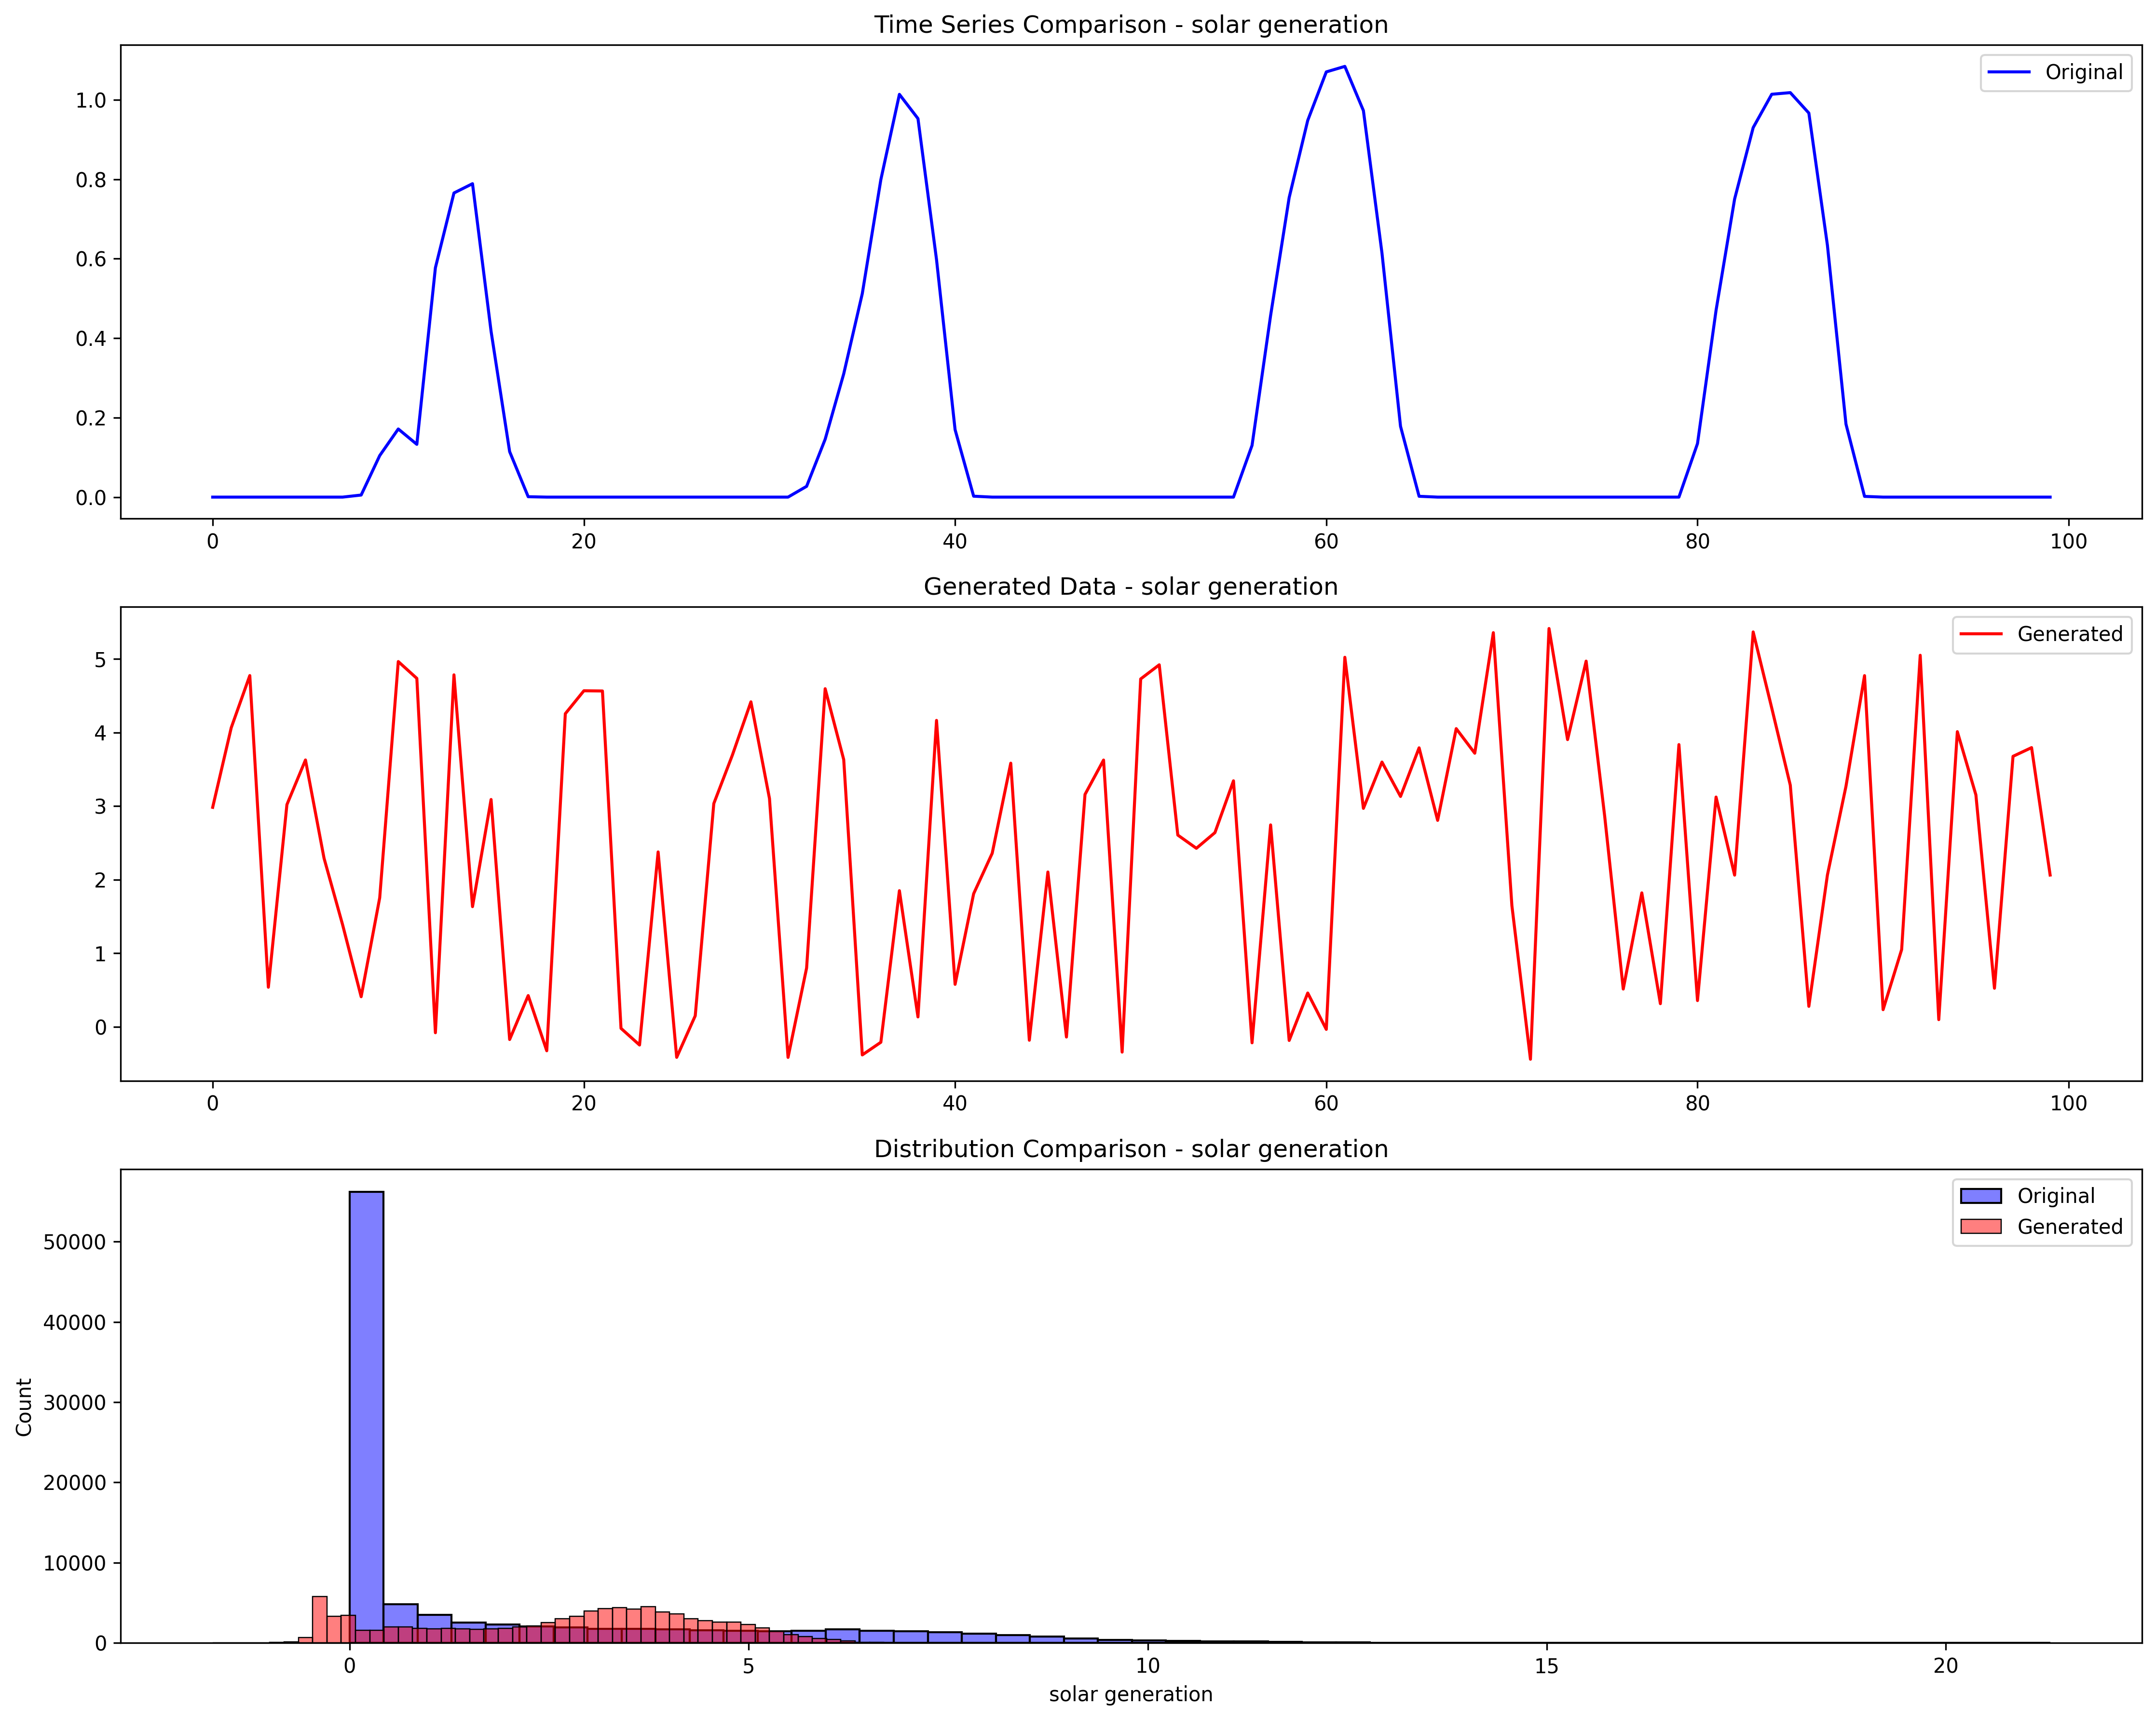 Time Series Comparison - solar generation
Original
1.0
0.8
0.6
0.4
0.2
0.0
0 20 40 60 80 100
Generated Data - solar generation
Generated
5
4
3
2
1
0
0 20 40 60 80 100
Distribution Comparison - solar generation
Original
Generated
50000
40000
30000
20000
10000
0
Count
0 5 10 15 20
solar generation